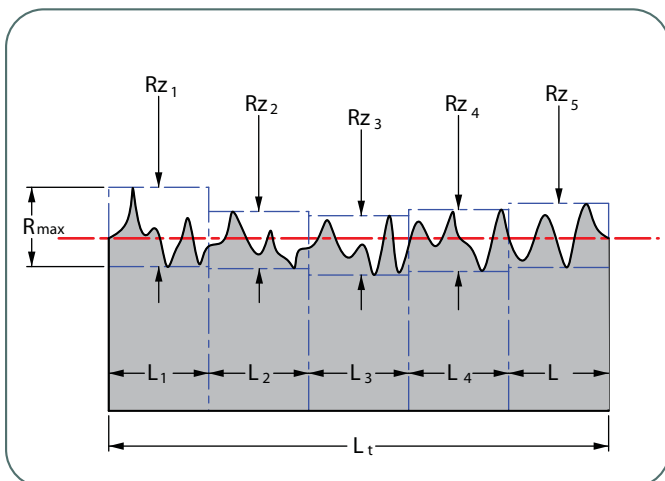 Rz₁ Rz₂ Rz₃ Rz₄ Rz₅
Rmax
L₁ L₂ L₃ L₄ L
Lt